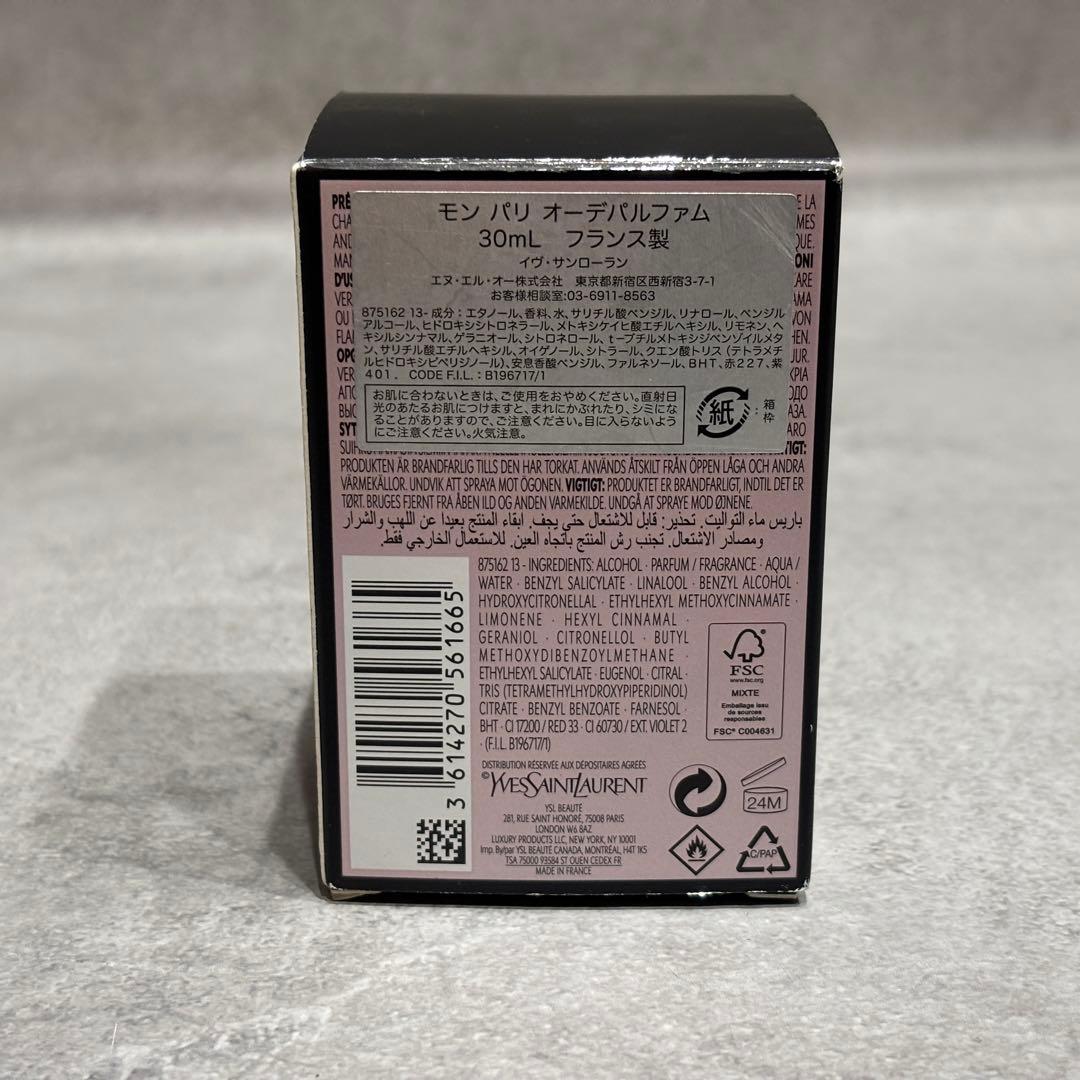 モン パリ オーデパルファム
30mL フランス製
イヴ・サンローラン
エヌ・エル・オー株式会社 東京都新宿区西新宿3-7-1
お客様相談室:03-6911-8563
875162 13- 成分：エタノール、香料、水、サリチル酸ベンジル、リナロール、ベンジル
アルコール、ヒドロキシシトロネラール、メトキシケイヒ酸エチルヘキシル、リモネン、ヘ
キシルシンナマル、ゲラニオール、シトロネロール、t-ブチルメトキシジベンゾイルメタ
ン、サリチル酸エチルヘキシル、オイゲノール、シトラール、クエン酸トリス（テトラメチ
ルヒドロキシピペリジノール）、安息香酸ベンジル、ファルネソール、BHT、赤227、紫
401. CODE F.I.L. : B196717/1
お肌に合わないときは、ご使用をおやめください。直射日
光のあたるお肌につけますと、まれにかぶれたり、シミにな
ることがありますので、ご注意ください。目に入らないよう
にご注意ください。火気注意。
紙
: 箱
枠
PRODUKTEN ÄR BRANDFARLIG TILLS DEN HAR TORKAT. ANVÄNDS ÅTSKILT FRÅN ÖPPEN LÅGA OCH ANDRA
VÄRMEKÄLLOR. UNDVIK ATT SPRAYA MOT ÖGONEN. VIGTIGT: PRODUKTET ER BRANDFARLIGT, INDTIL DET ER
TØRT. BRUGES FJERNT FRA ÅBEN ILD OG ANDEN VARMEKILDE. UNDGÅ AT SPRAYE MOD ØJNENE.
باريس ماء التواليت. تحذير: قابل للاشتعال حتى يجف. ابقاء المنتج بعيدا عن اللهب والشرار
ومصادر الاشتعال. تجنب رش المنتج باتجاه العين. للاستعمال الخارجي فقط.
875162 13 - INGREDIENTS: ALCOHOL · PARFUM / FRAGRANCE · AQUA /
WATER · BENZYL SALICYLATE · LINALOOL · BENZYL ALCOHOL ·
HYDROXYCITRONELLAL · ETHYLHEXYL METHOXYCINNAMATE ·
LIMONENE · HEXYL CINNAMAL ·
GERANIOL · CITRONELLOL · BUTYL
METHOXYDIBENZOYLMETHANE ·
ETHYLHEXYL SALICYLATE · EUGENOL · CITRAL ·
TRIS (TETRAMETHYLHYDROXYPIPERIDINOL)
CITRATE · BENZYL BENZOATE · FARNESOL ·
BHT · CI 17200 / RED 33 · CI 60730 / EXT. VIOLET 2
· (F.I.L. B196717/1)
FSC
www.fsc.org
MIXTE
Emballage issu
de sources
responsables
FSC® C004631
3 614270 561665
DISTRIBUTION RÉSERVÉE AUX DÉPOSITAIRES AGRÉÉS
©YVESSAINTLAURENT
YSL BEAUTÉ
281, RUE SAINT HONORÉ, 75008 PARIS
LONDON W6 8AZ
LUXURY PRODUCTS LLC, NEW YORK, NY 10001
Imp. By/par YSL BEAUTÉ CANADA, MONTRÉAL, H4T 1K5
TSA 75000 93584 ST OUEN CEDEX FR
MADE IN FRANCE
24M
C/PAP